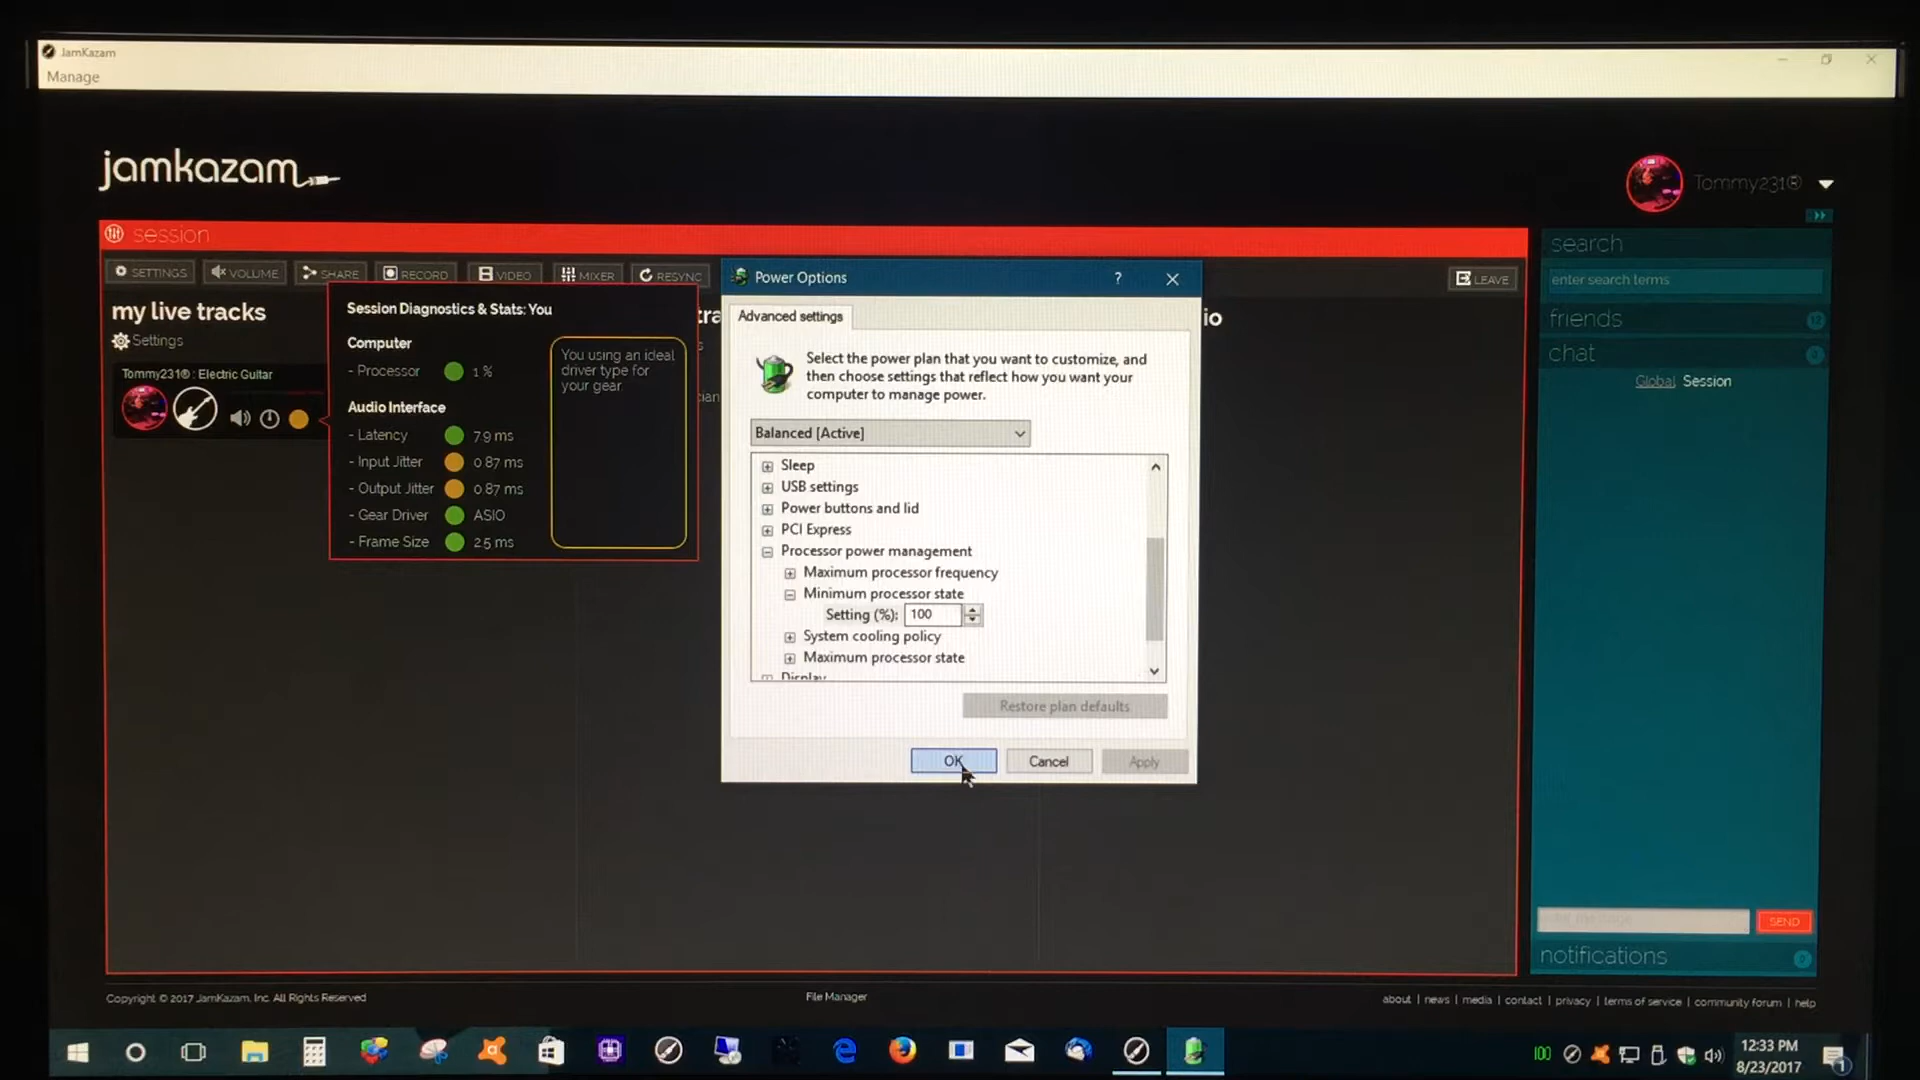 JamKazam
Manage
jamkazam
Tommy231®
session
SETTINGS
VOLUME
SHARE
RECORD
VIDEO
MIXER
RESYNC
LEAVE
my live tracks
Settings
Tommy231® : Electric Guitar
Session Diagnostics & Stats: You
Computer
- Processor 1 %
Audio Interface
- Latency 7.9 ms
- Input Jitter 0.87 ms
- Output Jitter 0.87 ms
- Gear Driver ASIO
- Frame Size 2.5 ms
You using an ideal
driver type for
your gear.
Power Options
?
Advanced settings
Select the power plan that you want to customize, and
then choose settings that reflect how you want your
computer to manage power.
Balanced [Active]
Sleep
USB settings
Power buttons and lid
PCI Express
Processor power management
Maximum processor frequency
Minimum processor state
Setting (%): 100
System cooling policy
Maximum processor state
Display
Restore plan defaults
OK
Cancel
Apply
io
search
enter search terms
friends
chat
Global Session
SEND
notifications
Copyright © 2017 JamKazam, Inc. All Rights Reserved
File Manager
about | news | media | contact | privacy | terms of service | community forum | help
100
12:33 PM
8/23/2017
1